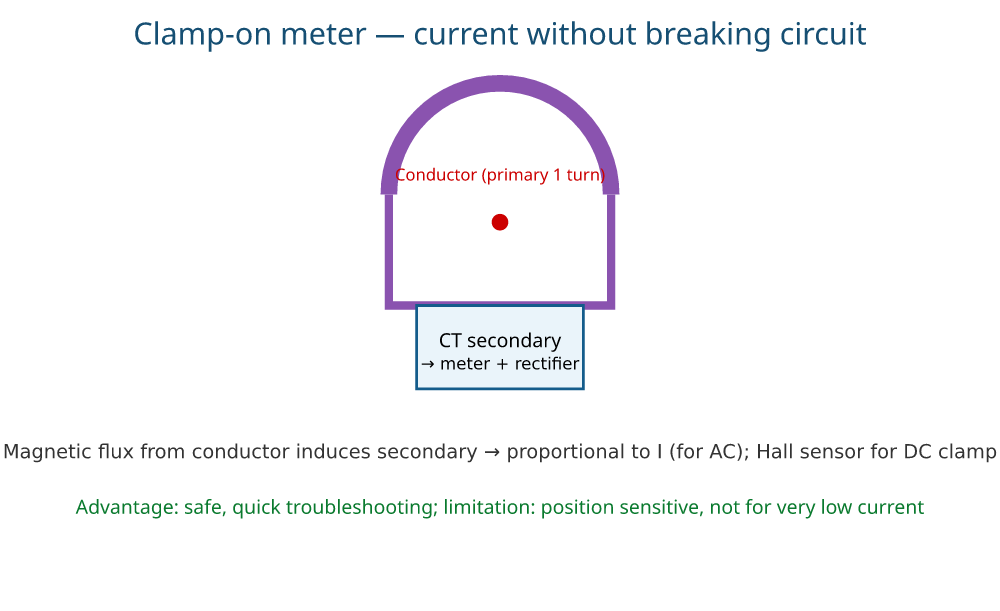 Clamp-on meter — current without breaking circuit
Conductor (primary 1 turn)
CT secondary
→ meter + rectifier
Magnetic flux from conductor induces secondary → proportional to I (for AC); Hall sensor for DC clamp
Advantage: safe, quick troubleshooting; limitation: position sensitive, not for very low current